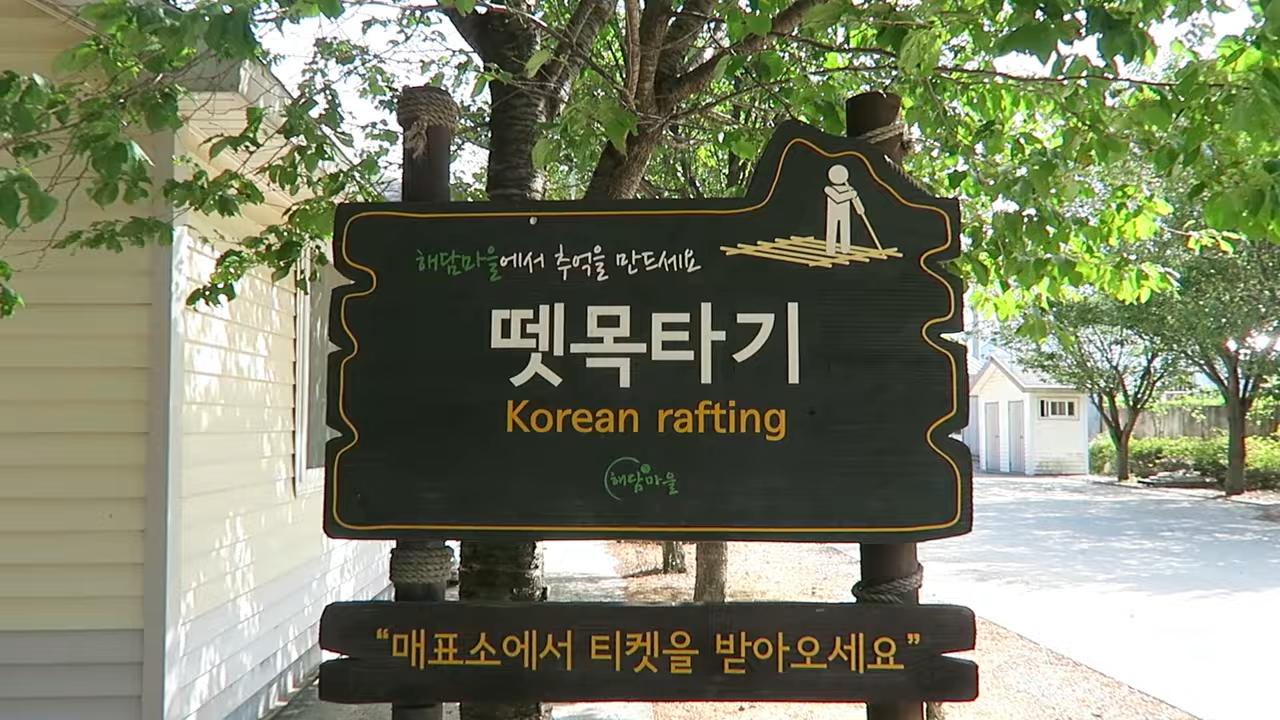 해담마을에서 추억을 만드세요
뗏목타기
Korean rafting
해담마을
“매표소에서 티켓을 받아오세요”